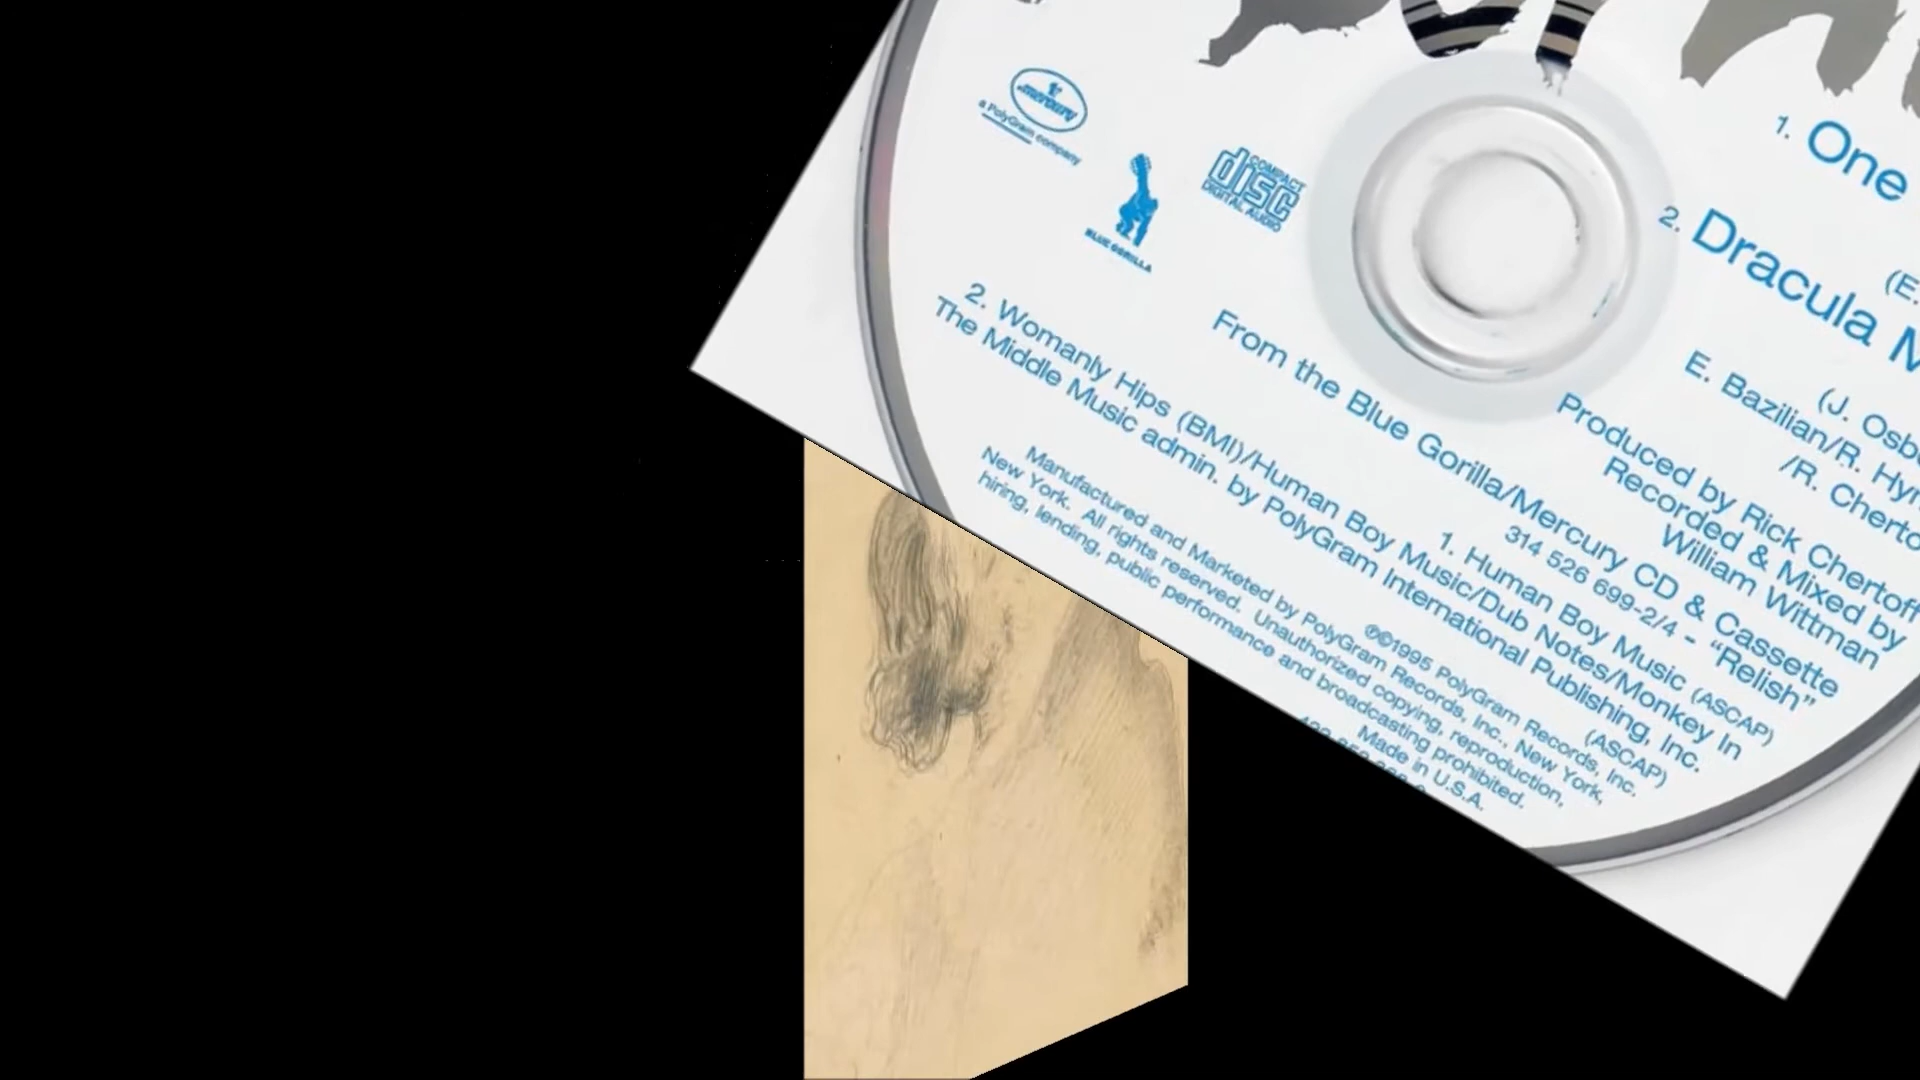 mercury
a PolyGram company
BLUE GORILLA
COMPACT
disc
DIGITAL AUDIO
1. One
2. Dracula
(E.
(J.
E. Bazilian/R.
/R.
Produced by Rick Chertoff
Recorded & Mixed by
William Wittman
From the Blue Gorilla/Mercury CD & Cassette
314 526 699-2/4 - “Relish”
1. Human Boy Music (ASCAP)
2. Womanly Hips (BMI)/Human Boy Music/Dub Notes/Monkey In
The Middle Music admin. by PolyGram International Publishing, Inc.
(ASCAP)
℗©1995 PolyGram Records, Inc.
Manufactured and Marketed by PolyGram Records, Inc., New York,
New York. All rights reserved. Unauthorized copying, reproduction,
hiring, lending, public performance and broadcasting prohibited.
Made in U.S.A.